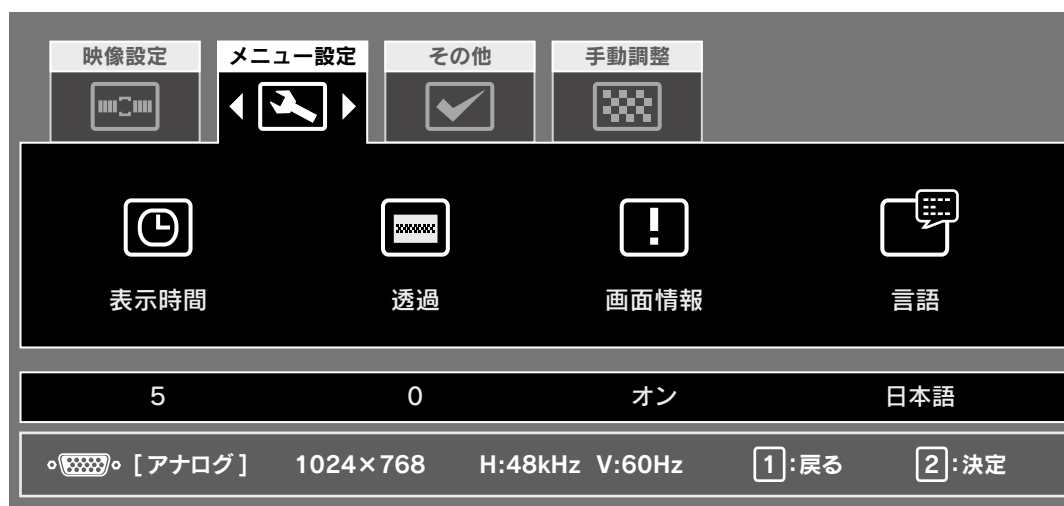 映像設定 メニュー設定 その他 手動調整
表示時間 透過 画面情報 言語
5 0 オン 日本語
[アナログ] 1024×768 H:48kHz V:60Hz 1:戻る 2:決定